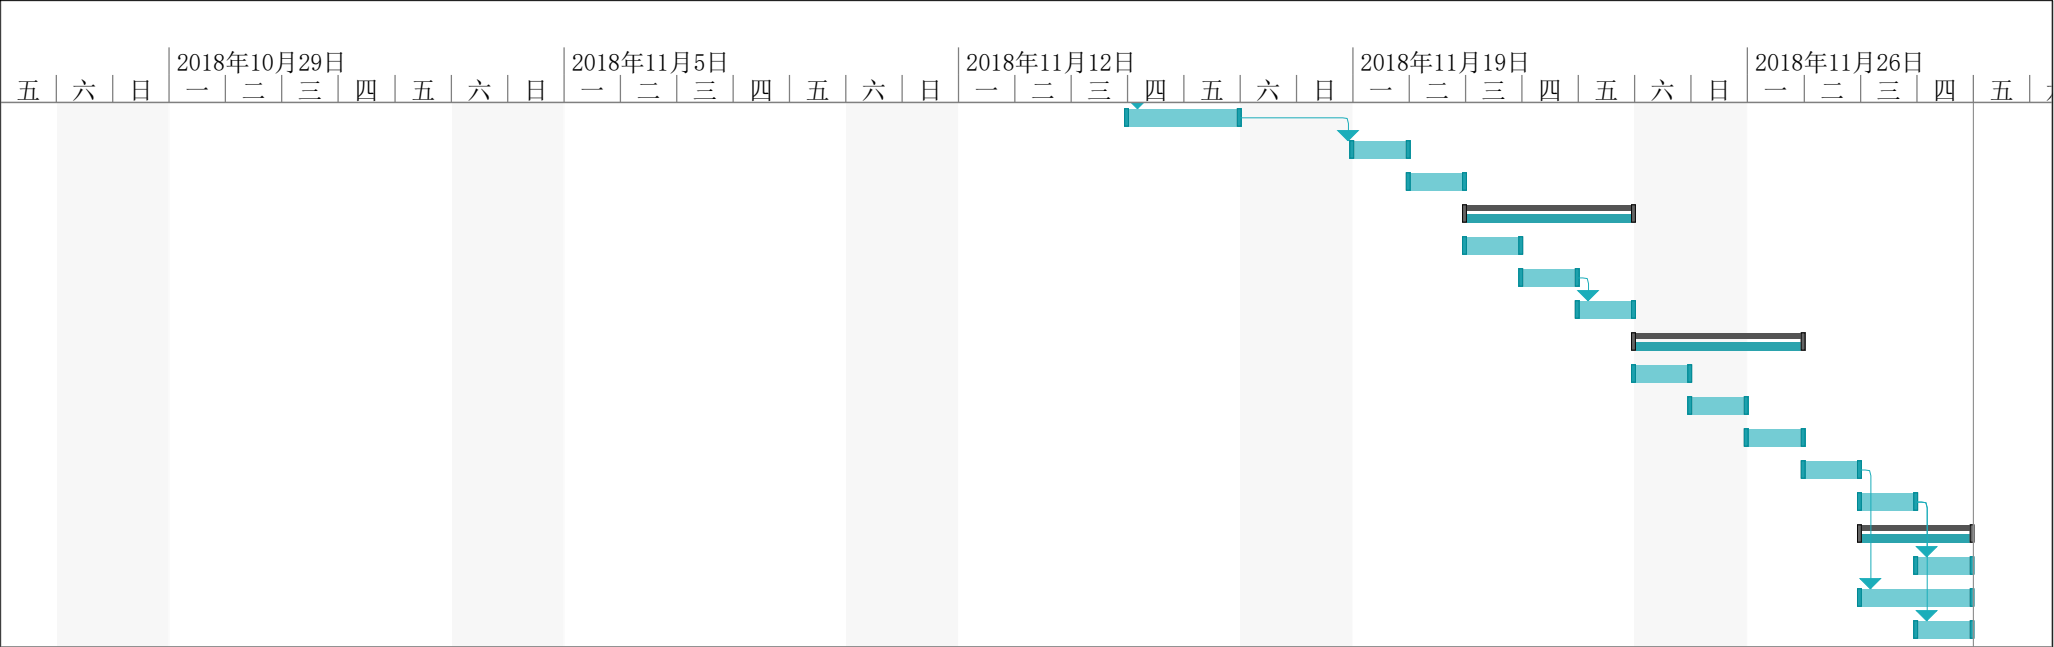 2018年10月29日 2018年11月5日 2018年11月12日 2018年11月19日 2018年11月26日
五 六 日 一 二 三 四 五 六 日 一 二 三 四 五 六 日 一 二 三 四 五 六 日 一 二 三 四 五 六 日 一 二 三 四 五